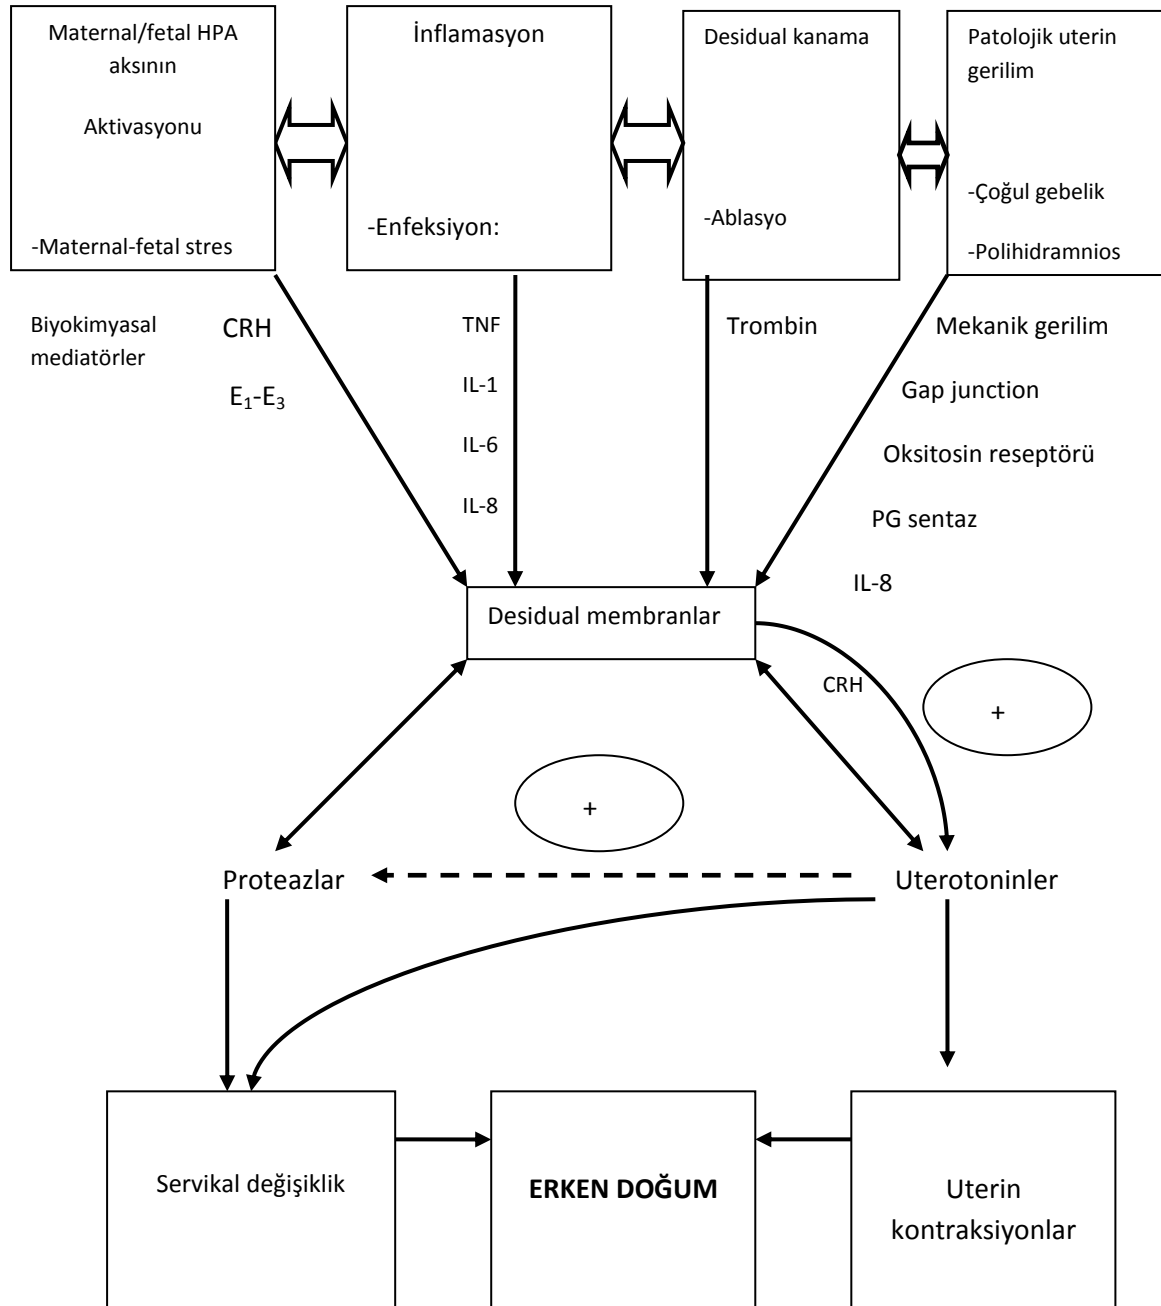 Maternal/fetal HPA
aksının
Aktivasyonu
-Maternal-fetal stres
İnflamasyon
-Enfeksiyon:
Desidual kanama
-Ablasyo
Patolojik uterin
gerilim
-Çoğul gebelik
-Polihidramnios
Biyokimyasal
mediatörler
CRH
E₁-E₃
TNF
IL-1
IL-6
IL-8
Trombin
Mekanik gerilim
Gap junction
Oksitosin reseptörü
PG sentaz
IL-8
Desidual membranlar
CRH
+
+
Proteazlar
Uterotoninler
Servikal değişiklik
ERKEN DOĞUM
Uterin
kontraksiyonlar